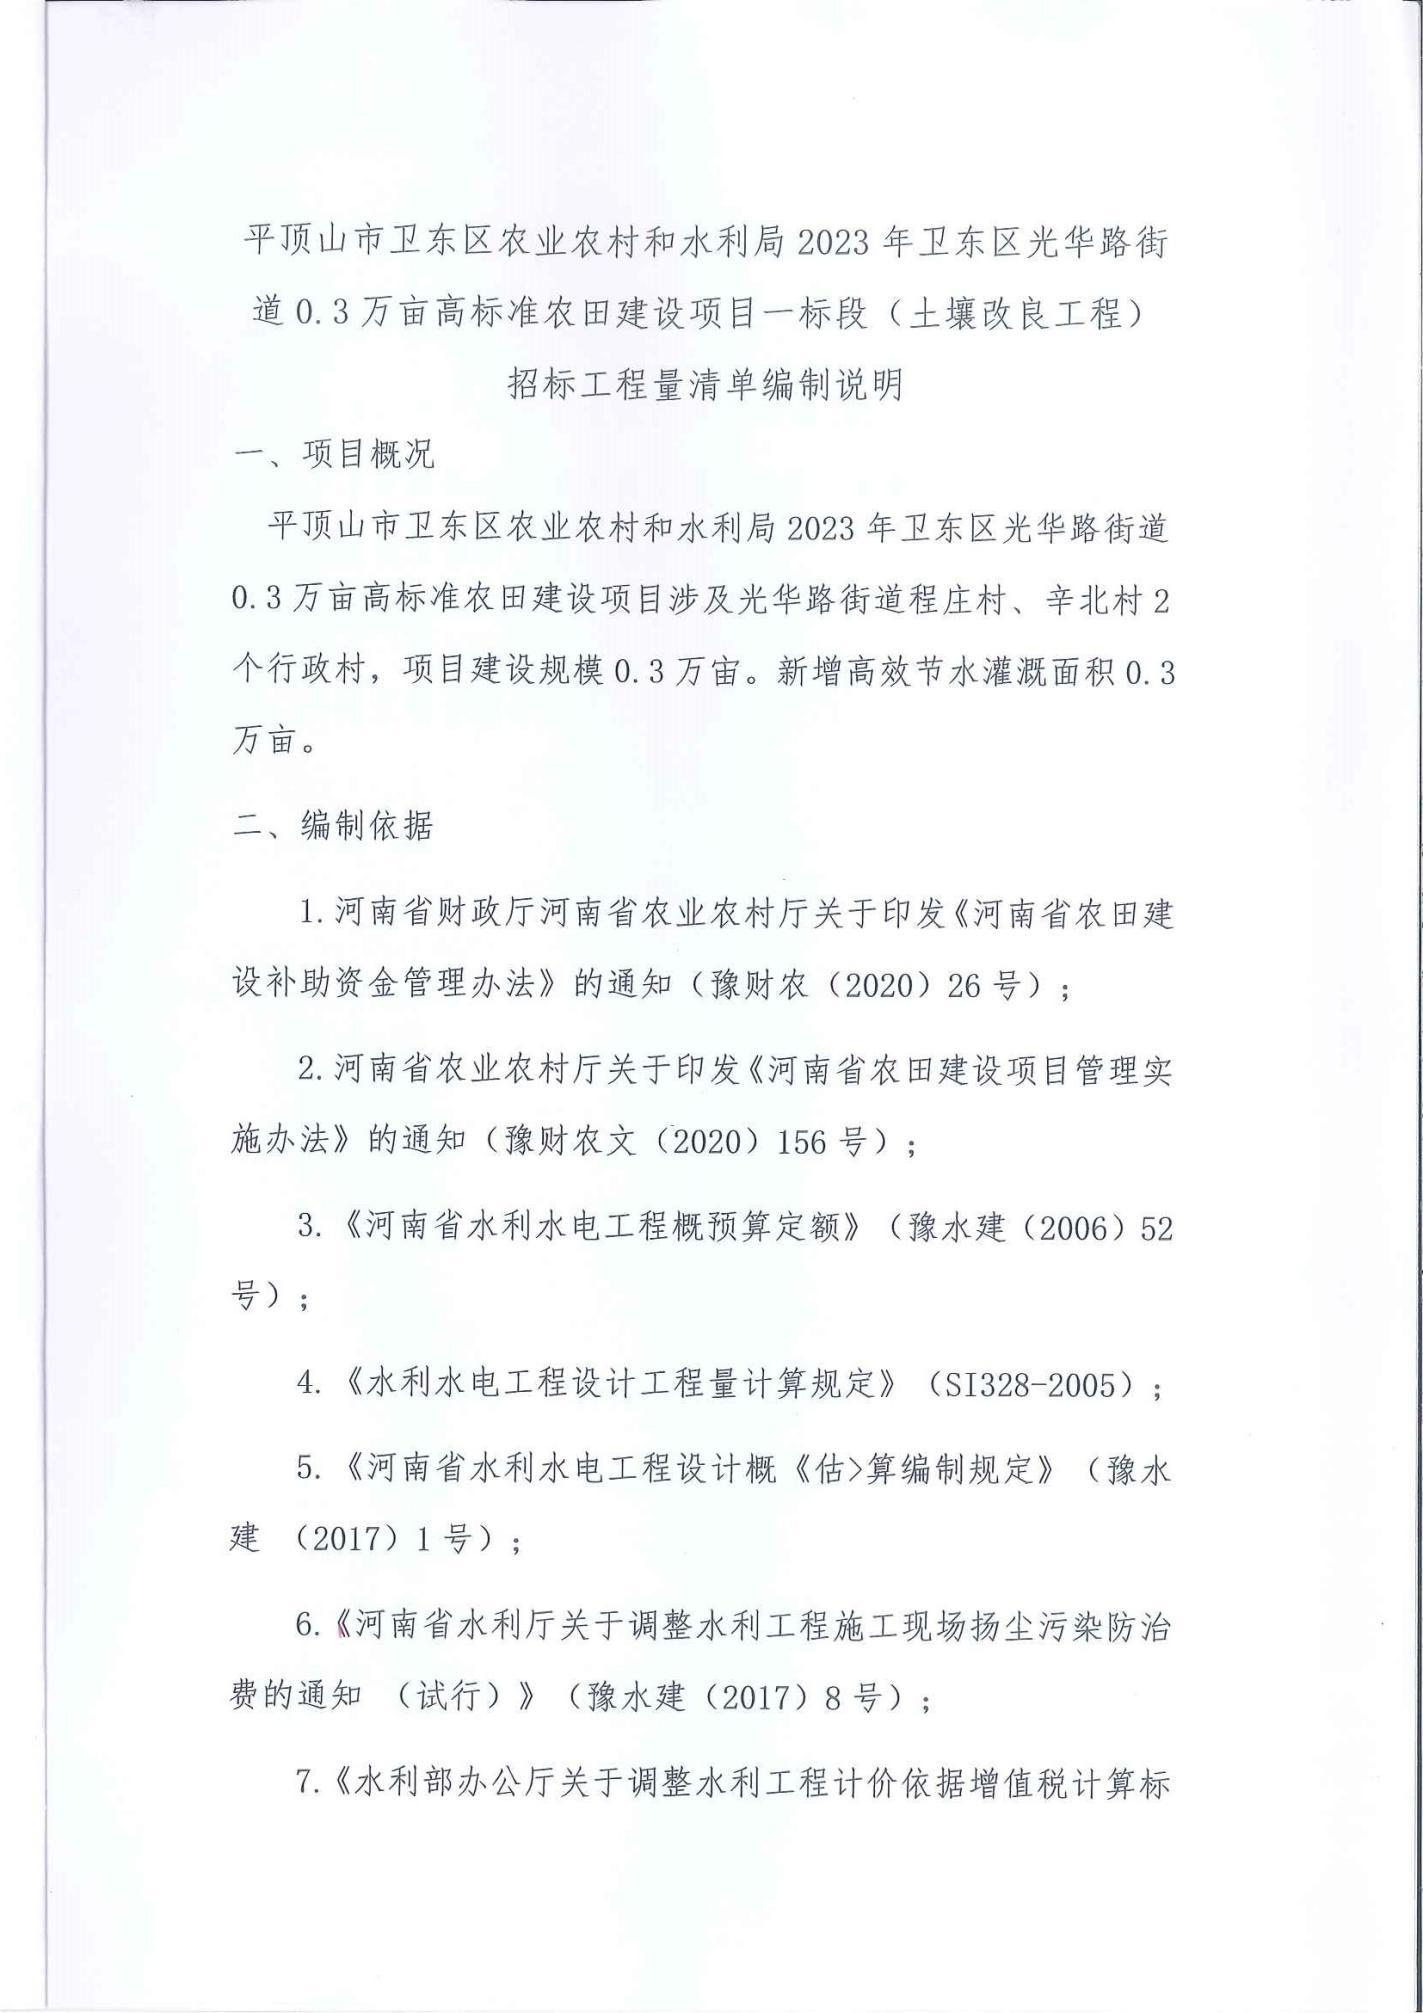 平顶山市卫东区农业农村和水利局 2023 年卫东区光华路街
道 0.3 万亩高标准农田建设项目一标段（土壤改良工程）
招标工程量清单编制说明
一、项目概况
平顶山市卫东区农业农村和水利局 2023 年卫东区光华路街道
0.3 万亩高标准农田建设项目涉及光华路街道程庄村、辛北村 2
个行政村，项目建设规模 0.3 万亩。新增高效节水灌溉面积 0.3
万亩。
二、编制依据
1.河南省财政厅河南省农业农村厅关于印发《河南省农田建
设补助资金管理办法》的通知（豫财农（2020）26 号）；
2.河南省农业农村厅关于印发《河南省农田建设项目管理实
施办法》的通知（豫财农文（2020）156 号）；
3.《河南省水利水电工程概预算定额》（豫水建（2006）52
号）；
4.《水利水电工程设计工程量计算规定》（SI328-2005）；
5.《河南省水利水电工程设计概《估>算编制规定》（豫水
建 （2017）1 号）；
6.《河南省水利厅关于调整水利工程施工现场扬尘污染防治
费的通知 （试行）》（豫水建（2017）8 号）；
7.《水利部办公厅关于调整水利工程计价依据增值税计算标